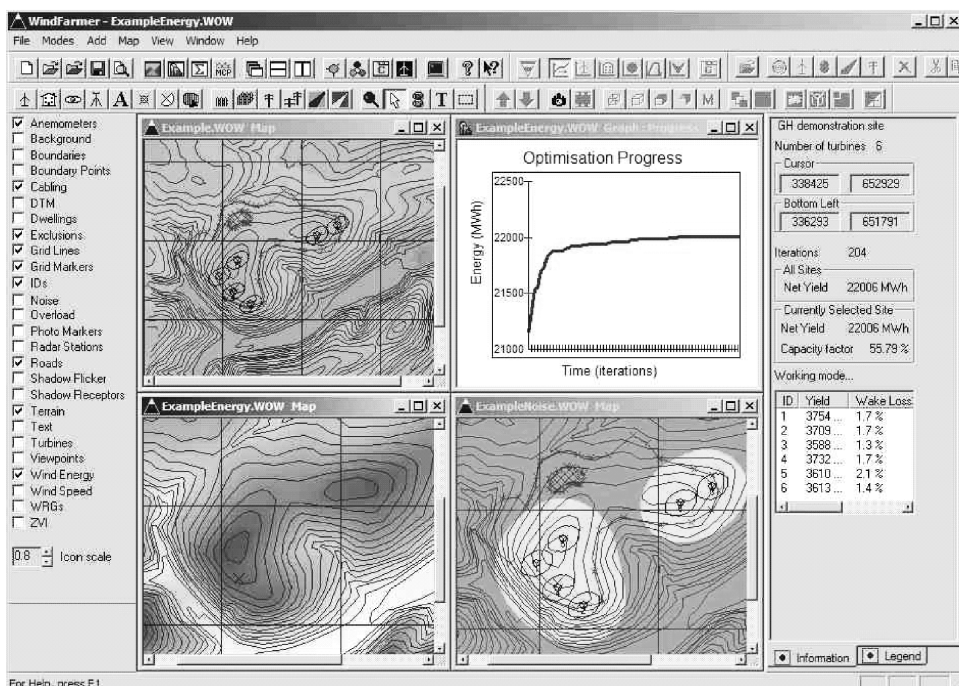 WindFarmer - ExampleEnergy.WOW
File Modes Add Map View Window Help
MCP
A T M
Anemometers
Background
Boundaries
Boundary Points
Cabling
DTM
Dwellings
Exclusions
Grid Lines
Grid Markers
IDs
Noise
Overload
Photo Markers
Radar Stations
Roads
Shadow Flicker
Shadow Receptors
Terrain
Text
Turbines
Viewpoints
Wind Energy
Wind Speed
WRGs
ZVI
0.8 Icon scale
Example.WOW Map
ExampleEnergy.WOW Graph : Progress
Optimisation Progress
Energy (MWh)
22500
22000
21500
21000
Time (iterations)
ExampleEnergy.WOW Map
ExampleNoise.WOW Map
GH demonstration site
Number of turbines 6
Cursor
338425 652929
Bottom Left
336293 651791
Iterations 204
All Sites
Net Yield 22006 MWh
Currently Selected Site
Net Yield 22006 MWh
Capacity factor 55.79 %
Working mode...
ID Yield Wake Loss
1 3754 ... 1.7 %
2 3709 ... 1.7 %
3 3588 ... 1.3 %
4 3732 ... 1.7 %
5 3610 ... 2.1 %
6 3613 ... 1.4 %
Information Legend
For Help, press F1